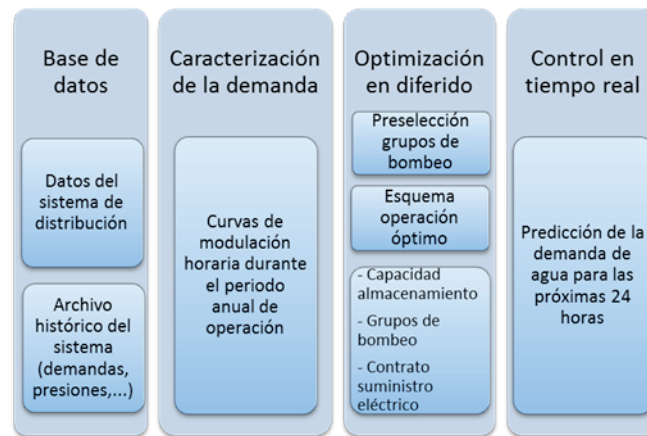 Base de
datos
Datos del
sistema de
distribución
Archivo
histórico del
sistema
(demandas,
presiones,...)
Caracterización
de la demanda
Curvas de
modulación
horaria durante
el periodo
anual de
operación
Optimización
en diferido
Preselección
grupos de
bombeo
Esquema
operación
óptimo
- Capacidad
almacenamiento
- Grupos de
bombeo
- Contrato
suministro
eléctrico
Control en
tiempo real
Predicción de la
demanda de
agua para las
próximas 24
horas